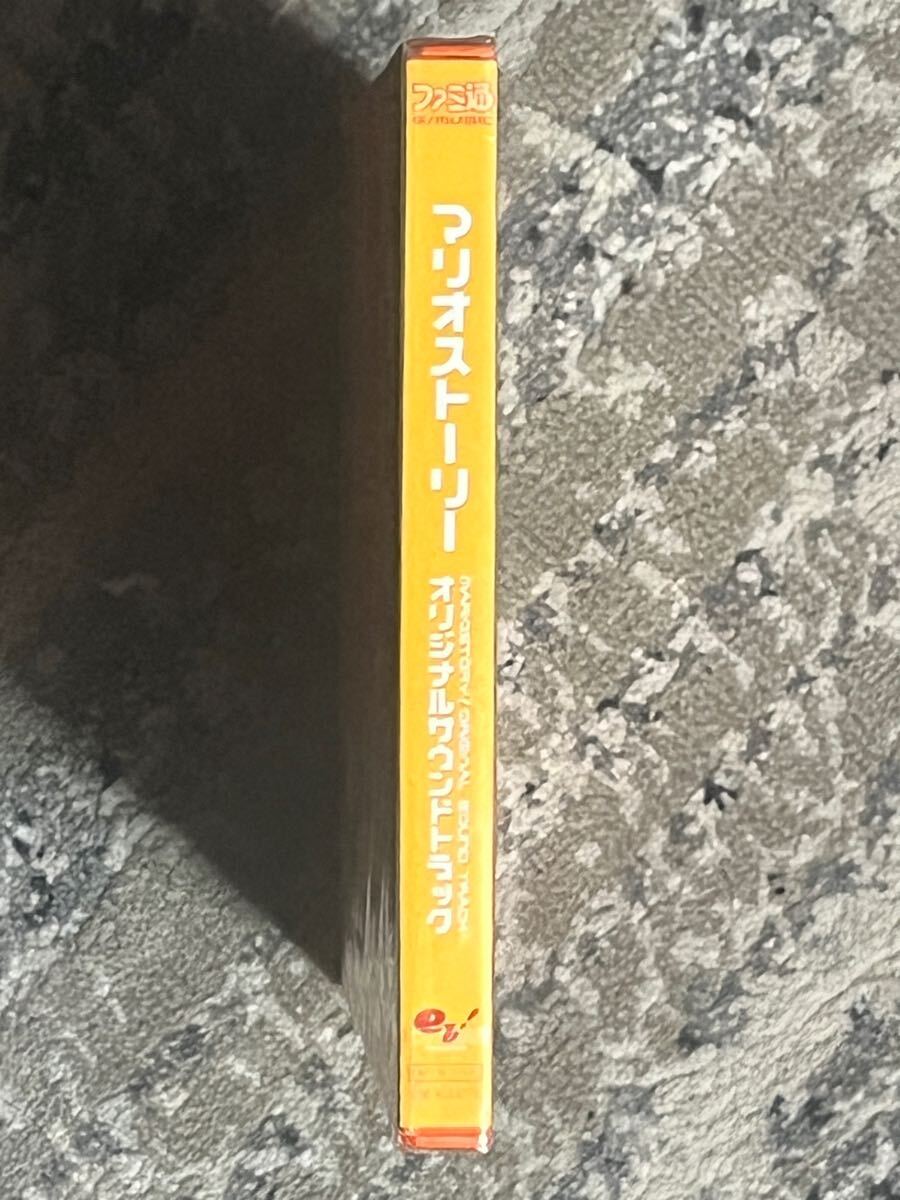 ファミ通
マリオストーリー
オリジナルサウンドトラック
MARIOSTORY / ORIGINAL SOUND TRACK
eb!